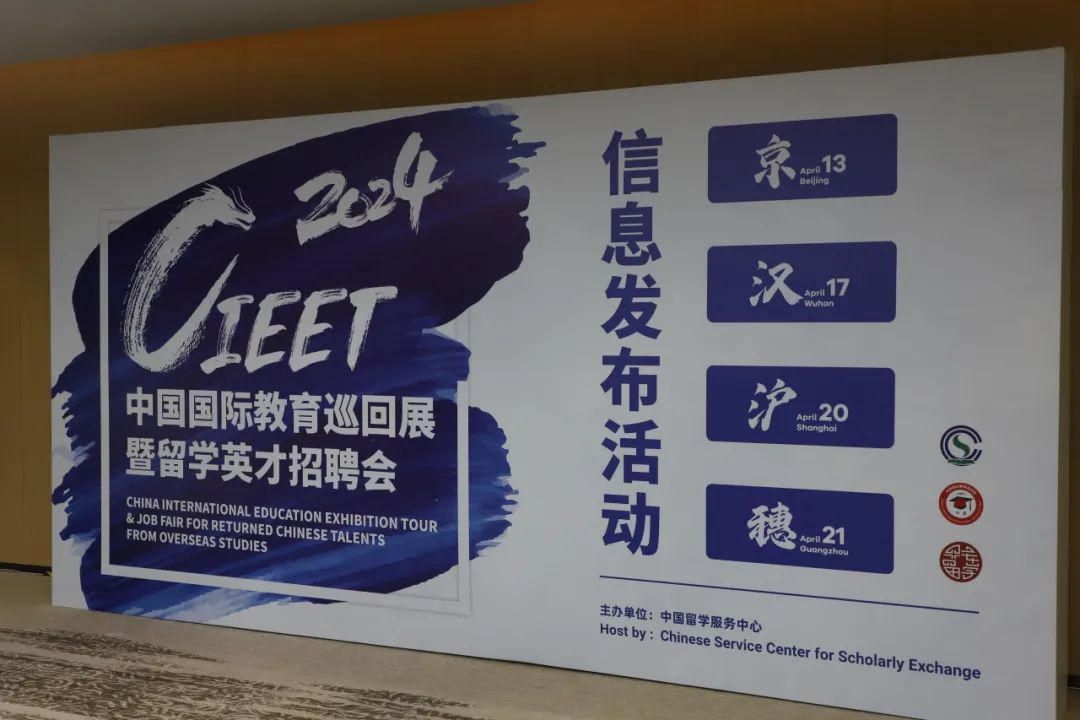 2024
CIEET
中国国际教育巡回展
暨留学英才招聘会
CHINA INTERNATIONAL EDUCATION EXHIBITION TOUR
& JOB FAIR FOR RETURNED CHINESE TALENTS
FROM OVERSEAS STUDIES
信息发布活动
京 April 13
Beijing
汉 April 17
Wuhan
沪 April 20
Shanghai
穗 April 21
Guangzhou
主办单位：中国留学服务中心
Host by : Chinese Service Center for Scholarly Exchange